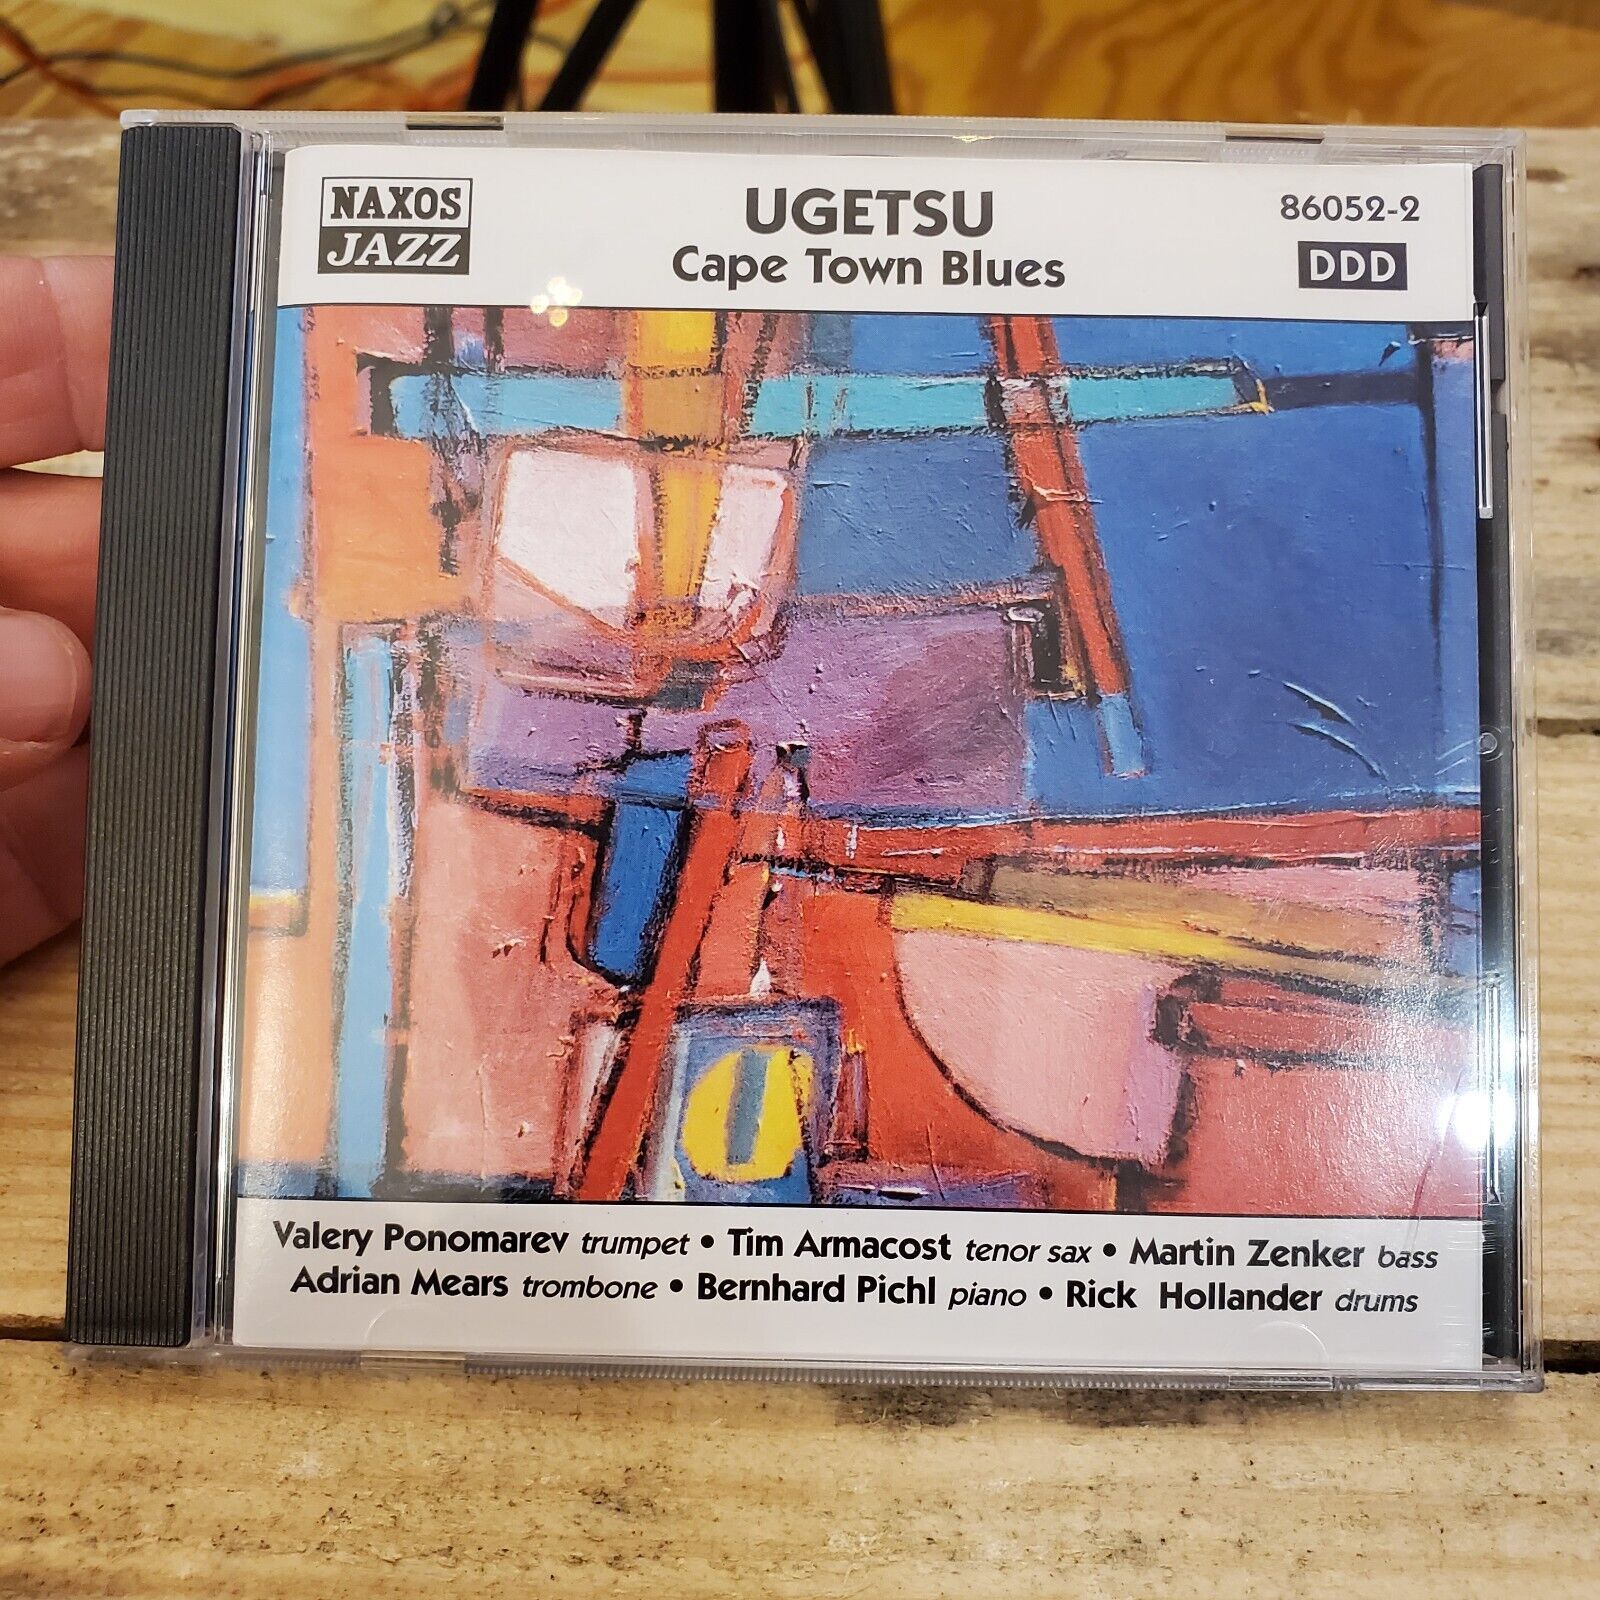 NAXOS
JAZZ
UGETSU
Cape Town Blues
86052-2
DDD
Valery Ponomarev trumpet • Tim Armacost tenor sax • Martin Zenker bass
Adrian Mears trombone • Bernhard Pichl piano • Rick Hollander drums